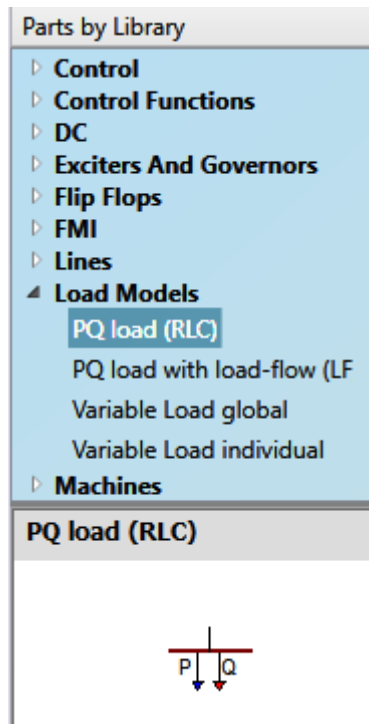 Parts by Library
Control
Control Functions
DC
Exciters And Governors
Flip Flops
FMI
Lines
Load Models
PQ load (RLC)
PQ load with load-flow (LF
Variable Load global
Variable Load individual
Machines
PQ load (RLC)
P Q